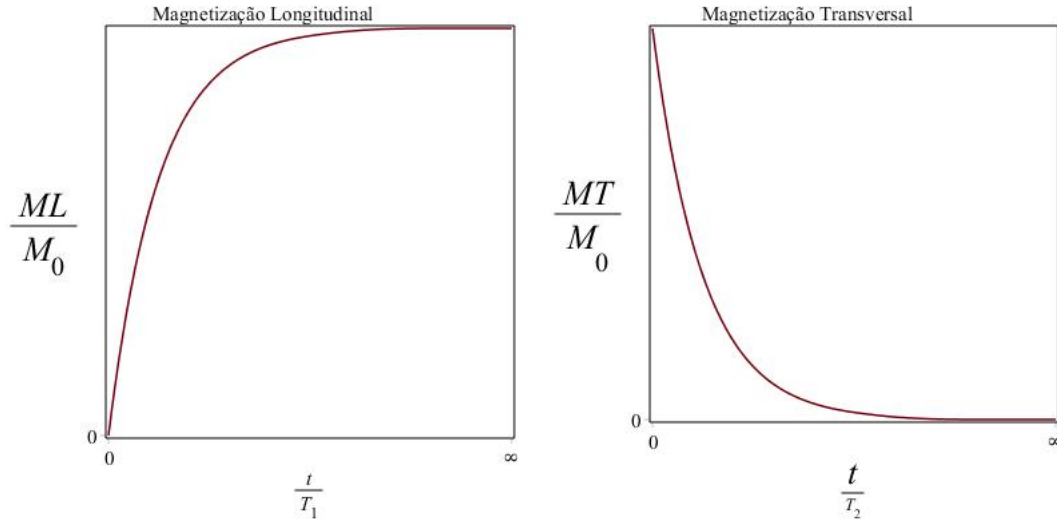 Magnetização Longitudinal
ML
M0
0
0
∞
t
T1
Magnetização Transversal
MT
M0
0
0
∞
t
T2